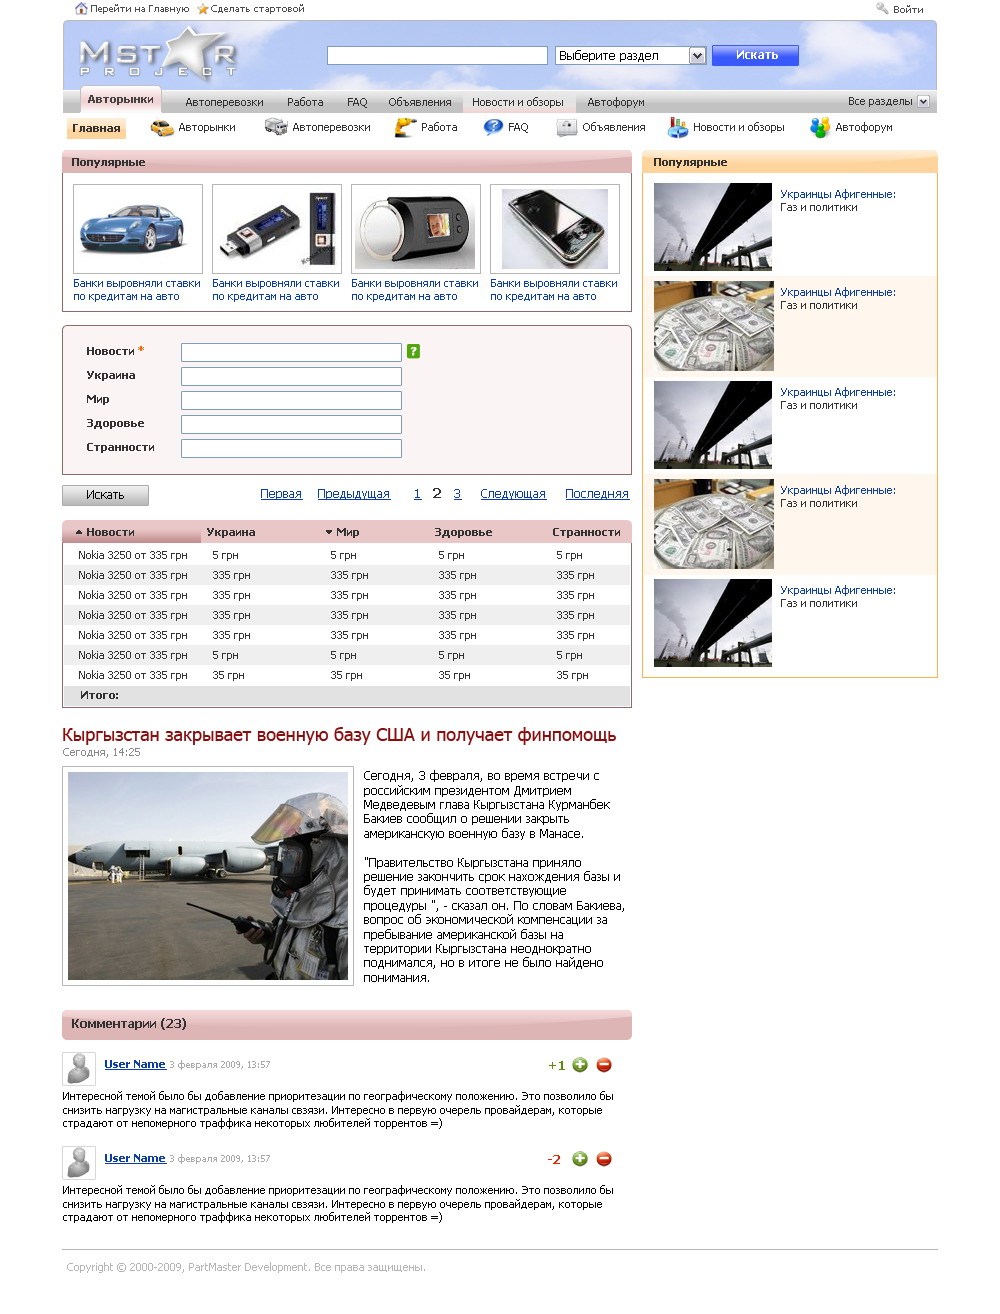 Перейти на Главную Сделать стартовой Войти
Mstar
PROJECT
Выберите раздел Искать
Авторынки Автоперевозки Работа FAQ Объявления Новости и обзоры Автофорум Все разделы
Главная Авторынки Автоперевозки Работа FAQ Объявления Новости и обзоры Автофорум
Популярные
Банки выровняли ставки по кредитам на авто
Банки выровняли ставки по кредитам на авто
Банки выровняли ставки по кредитам на авто
Банки выровняли ставки по кредитам на авто
Новости *
Украина
Мир
Здоровье
Странности
Искать
Первая Предыдущая 1 2 3 Следующая Последняя
Новости Украина Мир Здоровье Странности
Nokia 3250 от 335 грн 5 грн 5 грн 5 грн 5 грн
Nokia 3250 от 335 грн 335 грн 335 грн 335 грн 335 грн
Nokia 3250 от 335 грн 335 грн 335 грн 335 грн 335 грн
Nokia 3250 от 335 грн 335 грн 335 грн 335 грн 335 грн
Nokia 3250 от 335 грн 335 грн 335 грн 335 грн 335 грн
Nokia 3250 от 335 грн 5 грн 5 грн 5 грн 5 грн
Nokia 3250 от 335 грн 35 грн 35 грн 35 грн 35 грн
Итого:
Популярные
Украинцы Афигенные:
Газ и политики
Украинцы Афигенные:
Газ и политики
Украинцы Афигенные:
Газ и политики
Украинцы Афигенные:
Газ и политики
Украинцы Афигенные:
Газ и политики
Кыргызстан закрывает военную базу США и получает финпомощь
Сегодня, 14:25
Сегодня, 3 февраля, во время встречи с
российским президентом Дмитрием
Медведевым глава Кыргызстана Курманбек
Бакиев сообщил о решении закрыть
американскую военную базу в Манасе.
"Правительство Кыргызстана приняло
решение закончить срок нахождения базы и
будет принимать соответствующие
процедуры ", - сказал он. По словам Бакиева,
вопрос об экономической компенсации за
пребывание американской базы на
территории Кыргызстана неоднократно
поднимался, но в итоге не было найдено
понимания.
Комментарии (23)
User Name 3 февраля 2009, 13:57 +1
Интересной темой было бы добавление приоритезации по географическому положению. Это позволило бы
снизить нагрузку на магистральные каналы свзязи. Интересно в первую очерель провайдерам, которые
страдают от непомерного траффика некоторых любителей торрентов =)
User Name 3 февраля 2009, 13:57 -2
Интересной темой было бы добавление приоритезации по географическому положению. Это позволило бы
снизить нагрузку на магистральные каналы свзязи. Интересно в первую очерель провайдерам, которые
страдают от непомерного траффика некоторых любителей торрентов =)
Copyright © 2000-2009, PartMaster Development. Все права защищены.